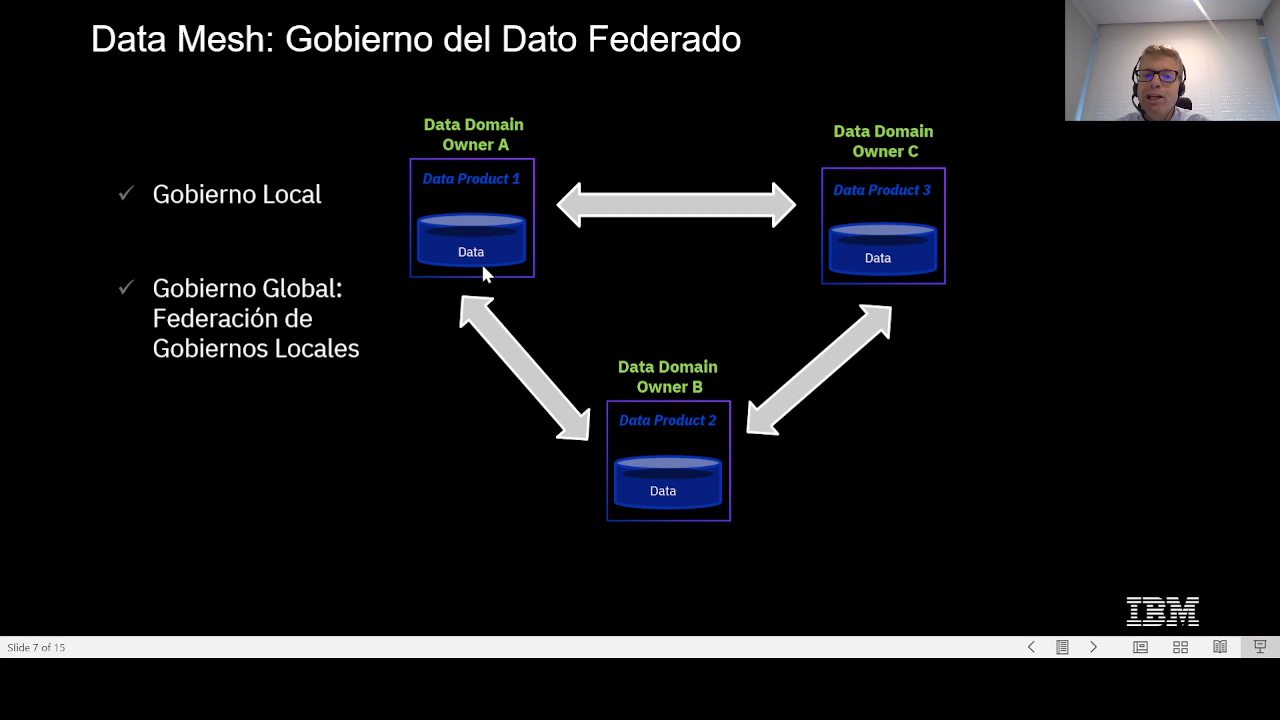 Data Mesh: Gobierno del Dato Federado
Gobierno Local
Gobierno Global:
Federación de
Gobiernos Locales
Data Domain
Owner A
Data Product 1
Data
Data Domain
Owner C
Data Product 3
Data
Data Domain
Owner B
Data Product 2
Data
IBM
Slide 7 of 15